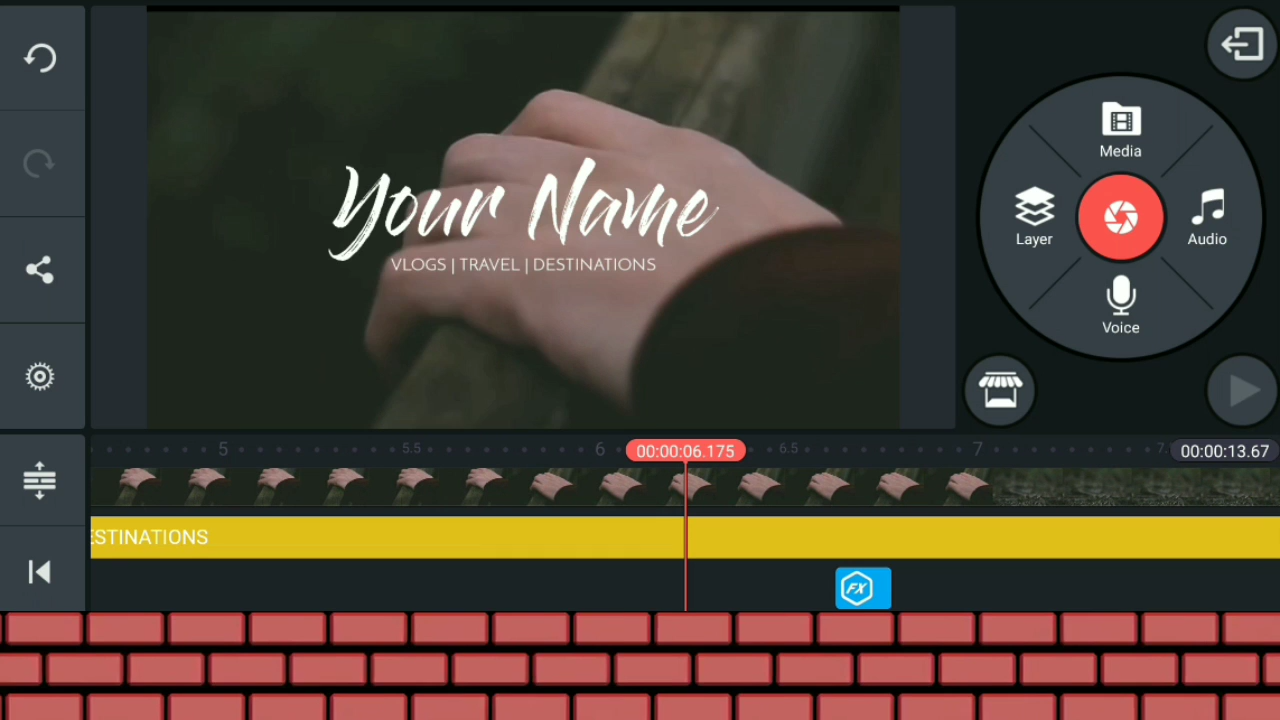 Media
Layer
Audio
Voice
Your Name
VLOGS | TRAVEL | DESTINATIONS
5
5.5
6
00:00:06.175
6.5
7
00:00:13.67
ESTINATIONS
FX